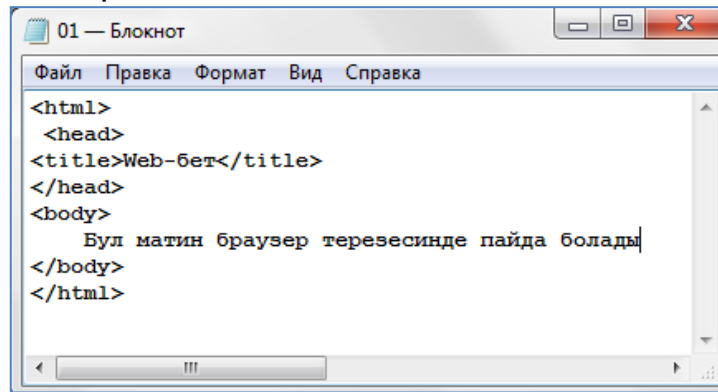 01 — Блокнот
Файл Правка Формат Вид Справка
<html>
<head>
<title>Web-бет</title>
</head>
<body>
Бул матин браузер терезесинде пайда болады
</body>
</html>